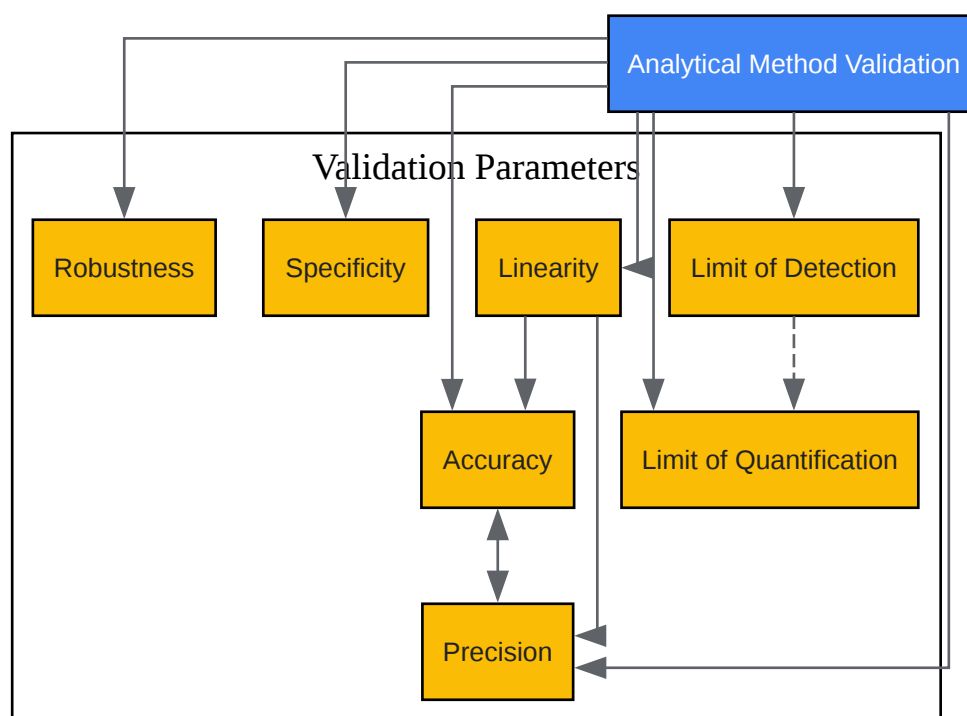 Analytical Method Validation
Validation Parameters
Robustness
Specificity
Linearity
Limit of Detection
Accuracy
Limit of Quantification
Precision